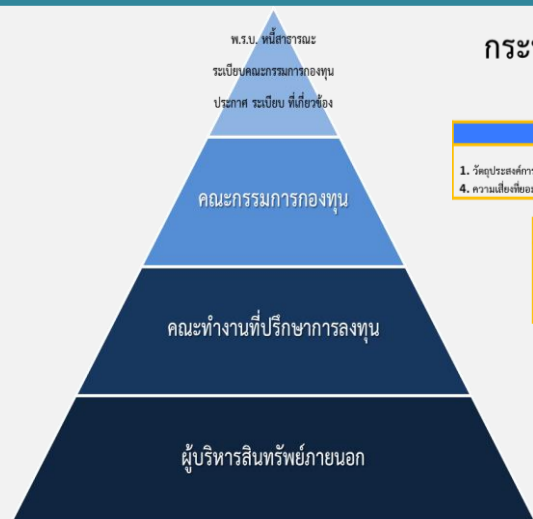 พ.ร.บ. หนี้สาธารณะ
ระเบียบคณะกรรมการกองทุน
ประกาศ ระเบียบ ที่เกี่ยวข้อง
คณะกรรมการกองทุน
คณะทำงานที่ปรึกษาการลงทุน
ผู้บริหารสินทรัพย์ภายนอก
กระ
1. วัตถุประสงค์การ
4. ความเสี่ยงที่ยอม